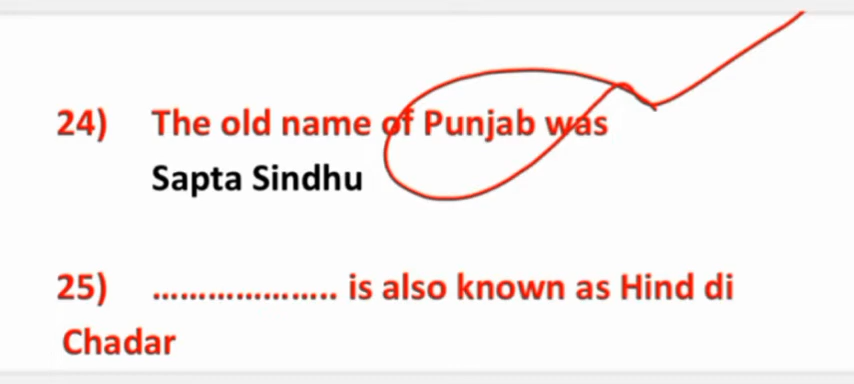 24) The old name of Punjab was
Sapta Sindhu
25) .................... is also known as Hind di
Chadar